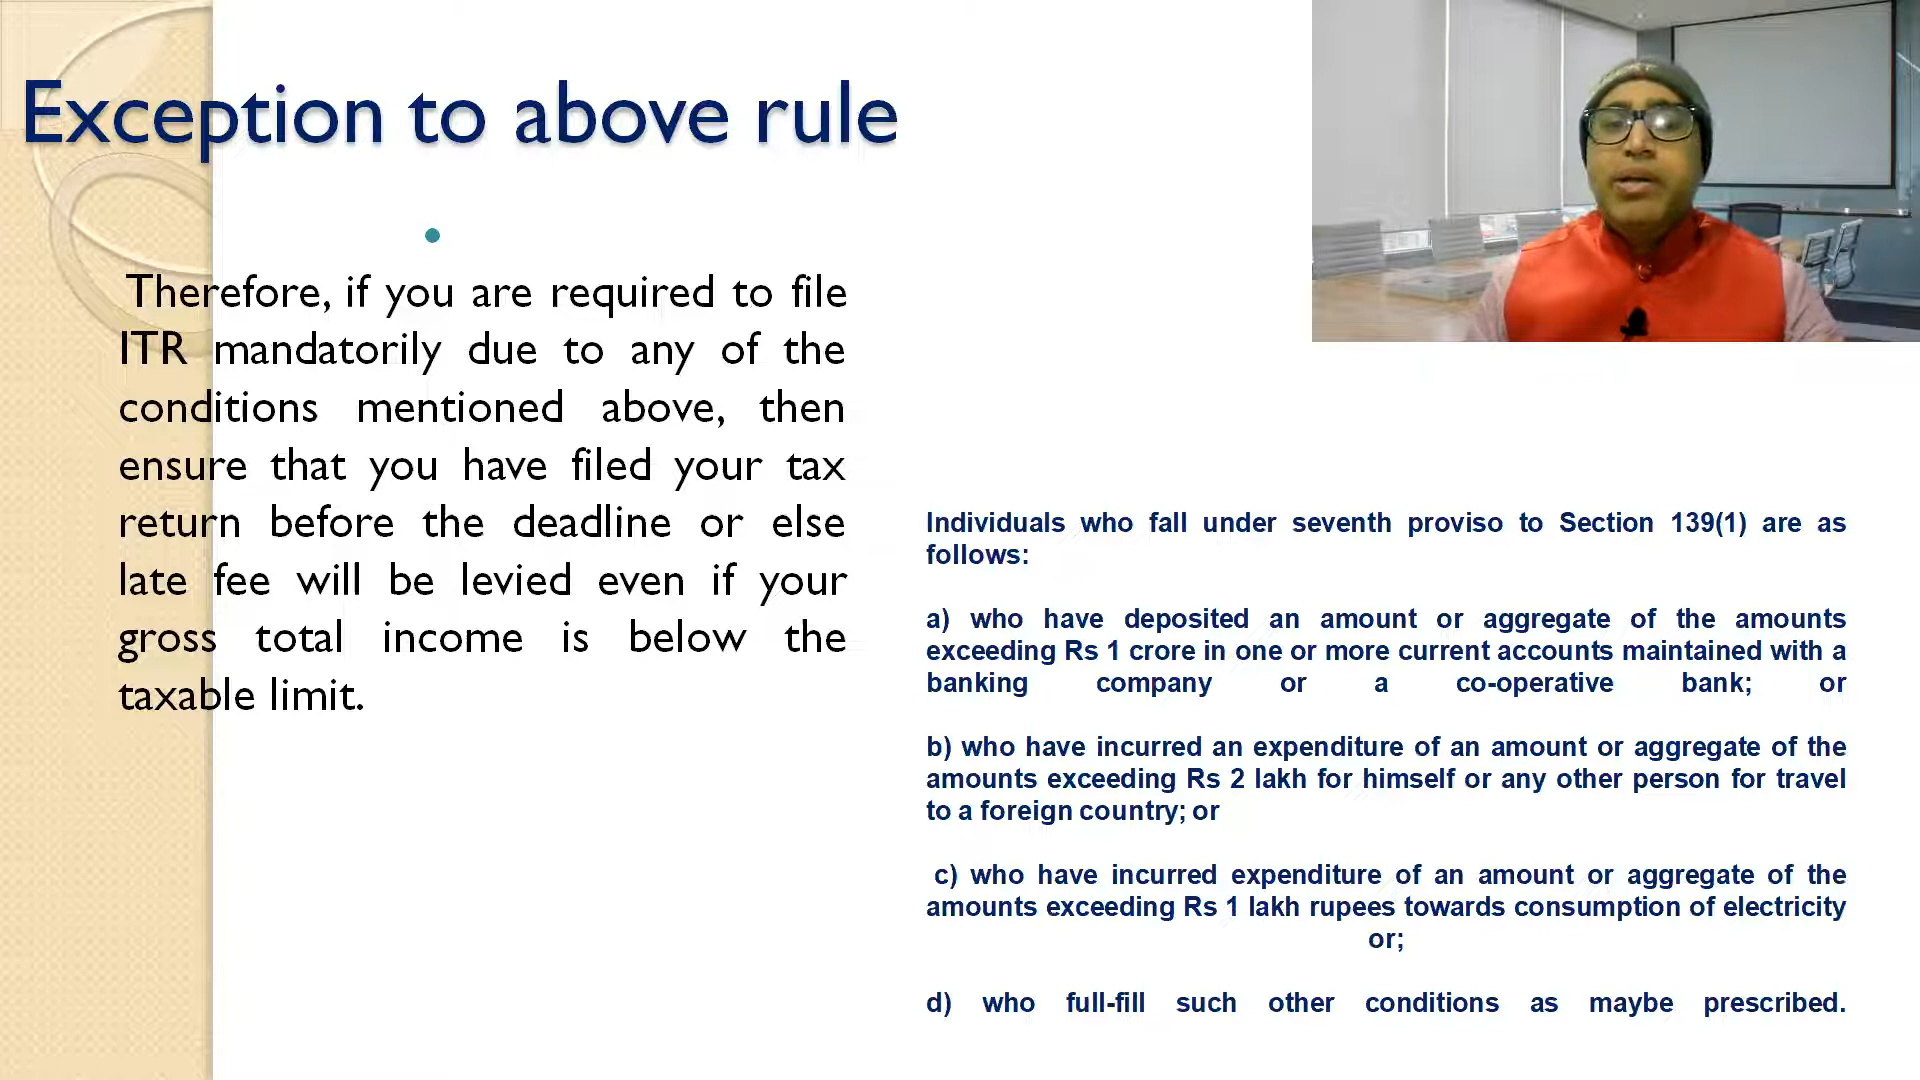 Exception to above rule
Therefore, if you are required to file
ITR mandatorily due to any of the
conditions mentioned above, then
ensure that you have filed your tax
return before the deadline or else
late fee will be levied even if your
gross total income is below the
taxable limit.
Individuals who fall under seventh proviso to Section 139(1) are as
follows:
a) who have deposited an amount or aggregate of the amounts
exceeding Rs 1 crore in one or more current accounts maintained with a
banking company or a co-operative bank; or
b) who have incurred an expenditure of an amount or aggregate of the
amounts exceeding Rs 2 lakh for himself or any other person for travel
to a foreign country; or
c) who have incurred expenditure of an amount or aggregate of the
amounts exceeding Rs 1 lakh rupees towards consumption of electricity
or;
d) who full-fill such other conditions as maybe prescribed.